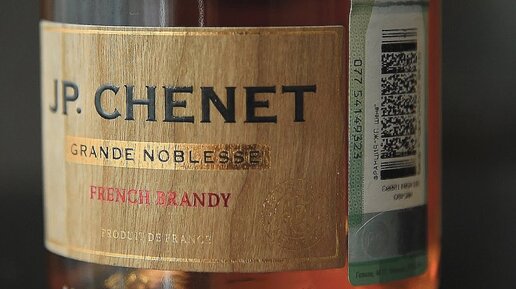 JP. CHENET
GRANDE NOBLESSE
FRENCH BRANDY
PRODUIT DE FRANCE
077 54149323